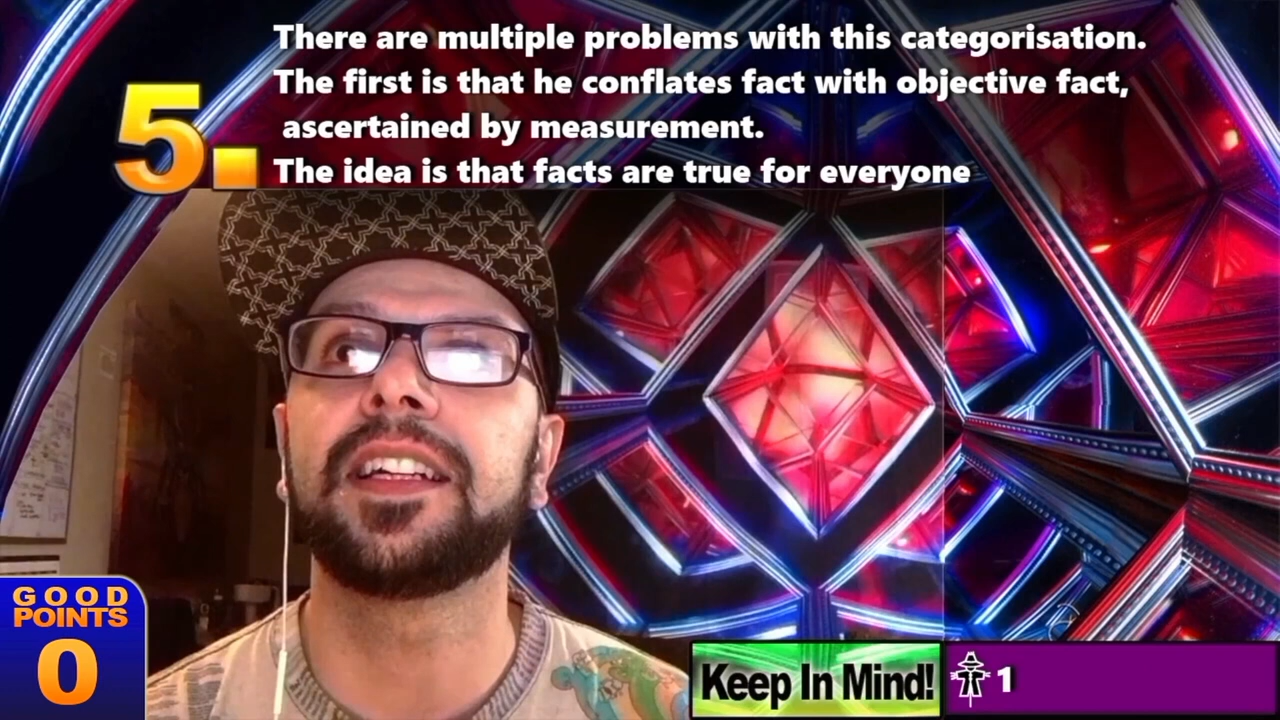 There are multiple problems with this categorisation.
5. The first is that he conflates fact with objective fact,
ascertained by measurement.
The idea is that facts are true for everyone
GOOD
POINTS
0
Keep In Mind!
1